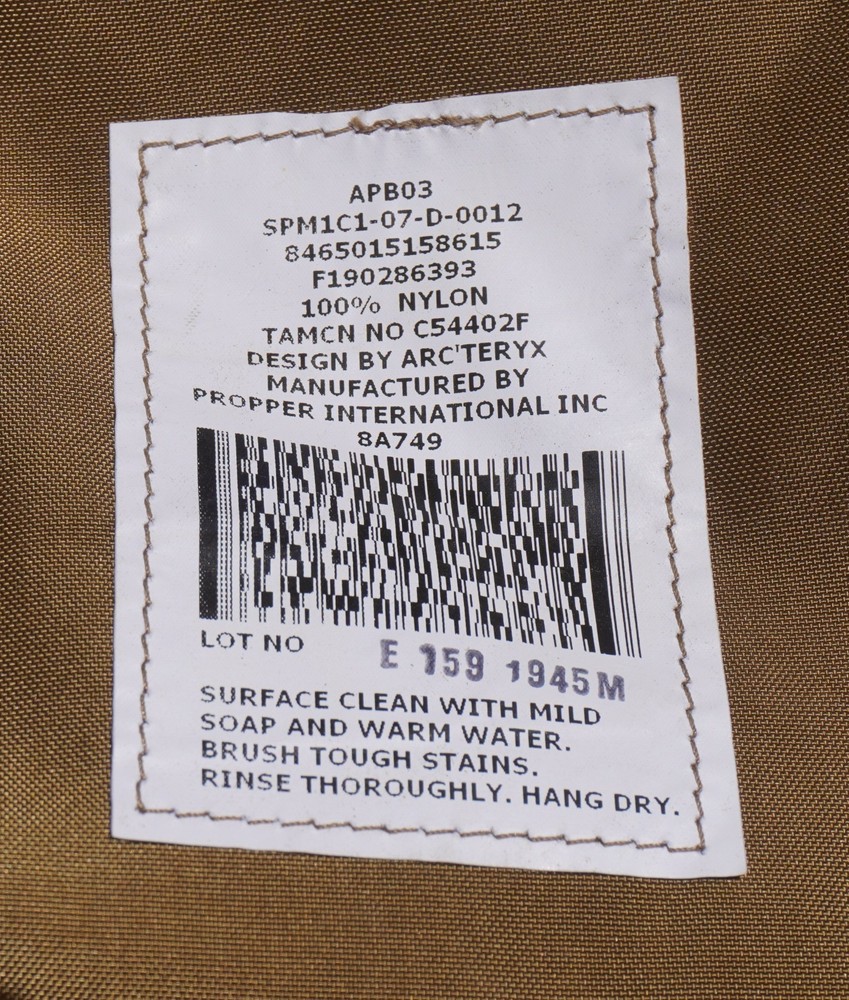 APB03
SPM1C1-07-D-0012
8465015158615
F190286393
100% NYLON
TAMCN NO C54402F
DESIGN BY ARC'TERYX
MANUFACTURED BY
PROPPER INTERNATIONAL INC
8A749
LOT NO E 159 1945M
SURFACE CLEAN WITH MILD
SOAP AND WARM WATER.
BRUSH TOUGH STAINS.
RINSE THOROUGHLY. HANG DRY.